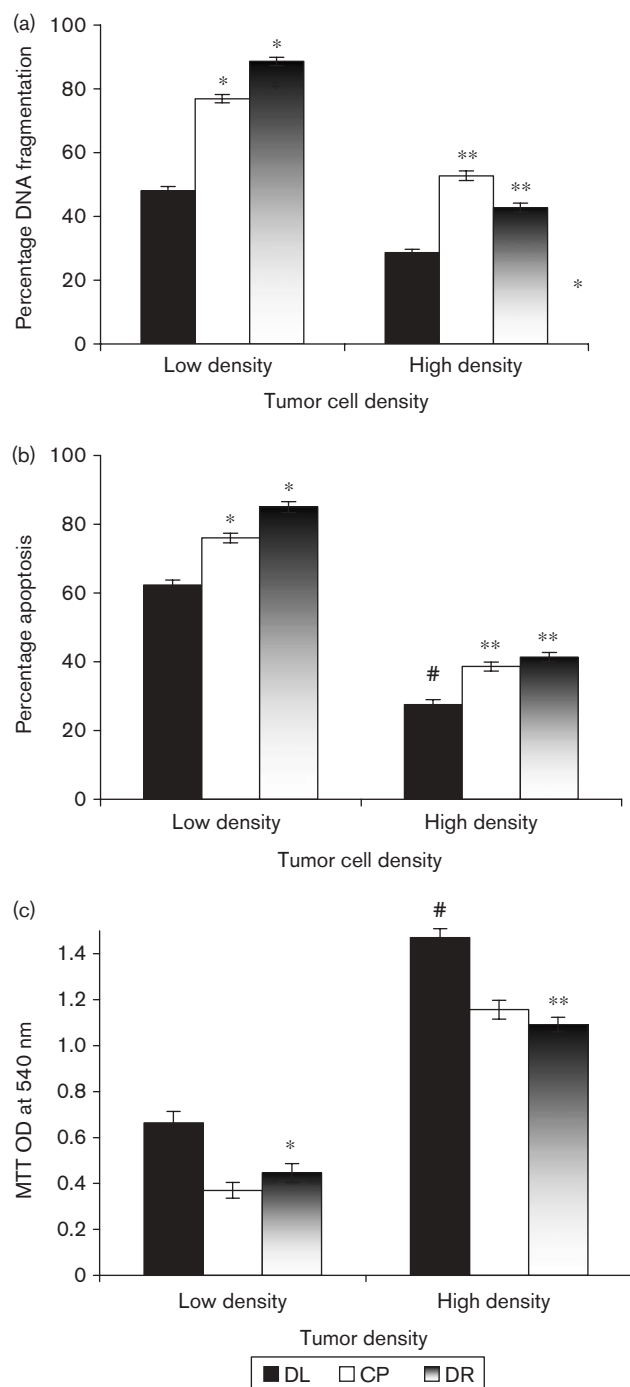 (a)
Percentage DNA fragmentation
100
80
60
40
20
0
*
*
**
**
*
Low density
High density
Tumor cell density
(b)
Percentage apoptosis
100
80
60
40
20
0
*
*
#
**
**
Low density
High density
Tumor cell density
(c)
MTT OD at 540 nm
1.4
1.2
1.0
0.8
0.6
0.4
0.2
0
*
#
**
Low density
High density
Tumor density
DL CP DR